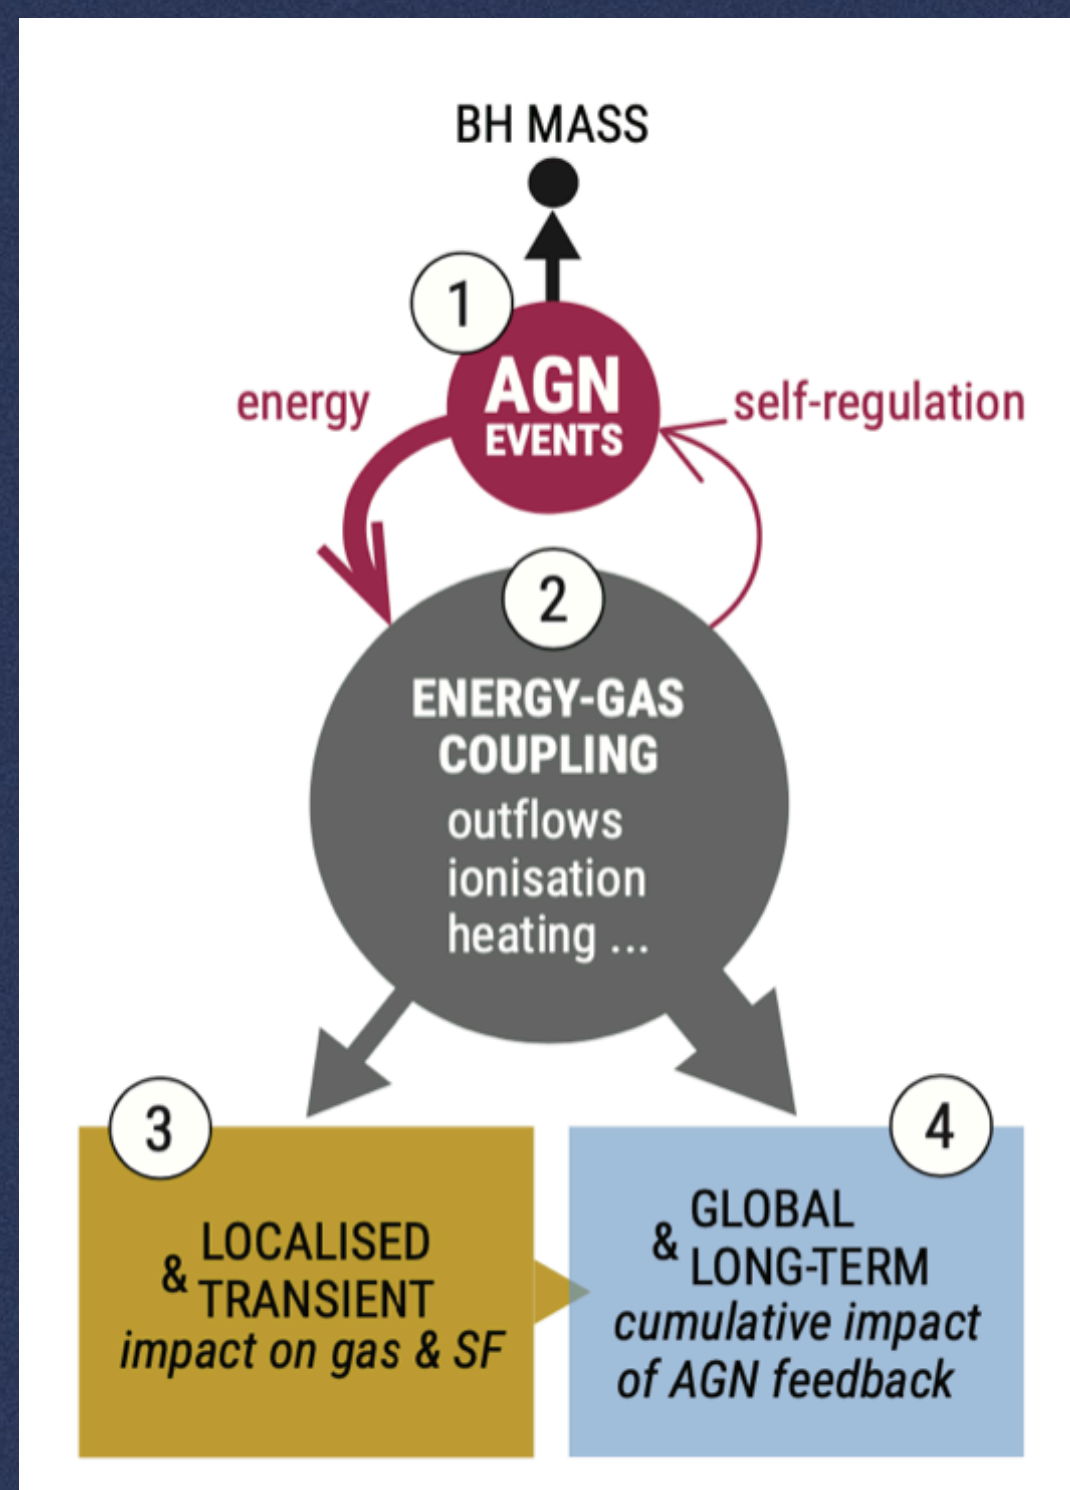 BH MASS
1
AGN
EVENTS
energy
self-regulation
2
ENERGY-GAS
COUPLING
outflows
ionisation
heating ...
3
LOCALISED
& TRANSIENT
impact on gas & SF
4
GLOBAL
& LONG-TERM
cumulative impact
of AGN feedback